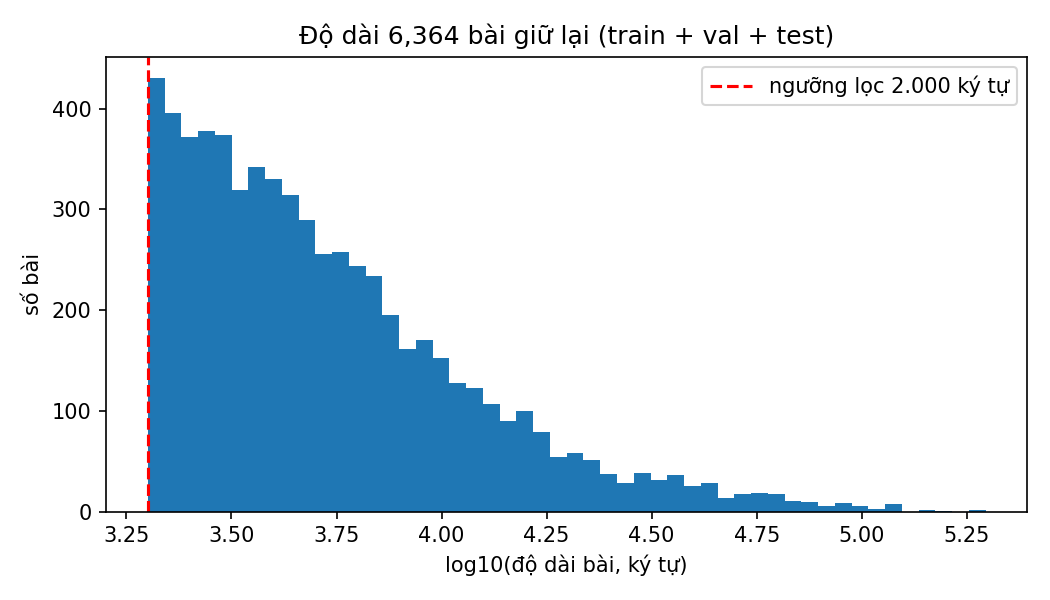 Độ dài 6,364 bài giữ lại (train + val + test)
ngưỡng lọc 2.000 ký tự
400
300
200
100
0
số bài
3.25 3.50 3.75 4.00 4.25 4.50 4.75 5.00 5.25
log10(độ dài bài, ký tự)